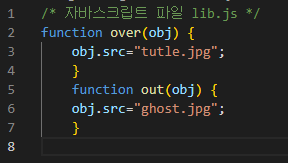 1 /* 자바스크립트 파일 lib.js */
2 function over(obj) {
3 obj.src="tutle.jpg";
4 }
5 function out(obj) {
6 obj.src="ghost.jpg";
7 }
8